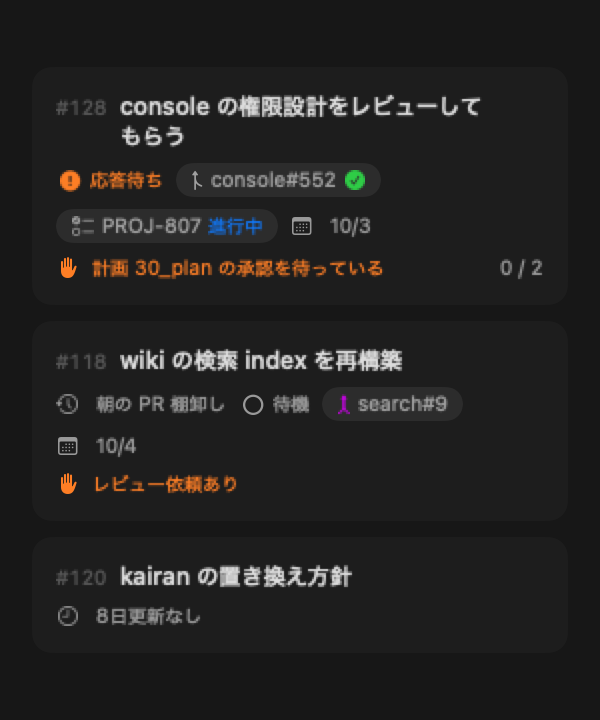 #128 console の権限設計をレビューして
もらう
応答待ち console#552
PROJ-807 進行中 10/3
計画 30_plan の承認を待っている 0 / 2
#118 wiki の検索 index を再構築
朝の PR 棚卸し 待機 search#9
10/4
レビュー依頼あり
#120 kairan の置き換え方針
8日更新なし